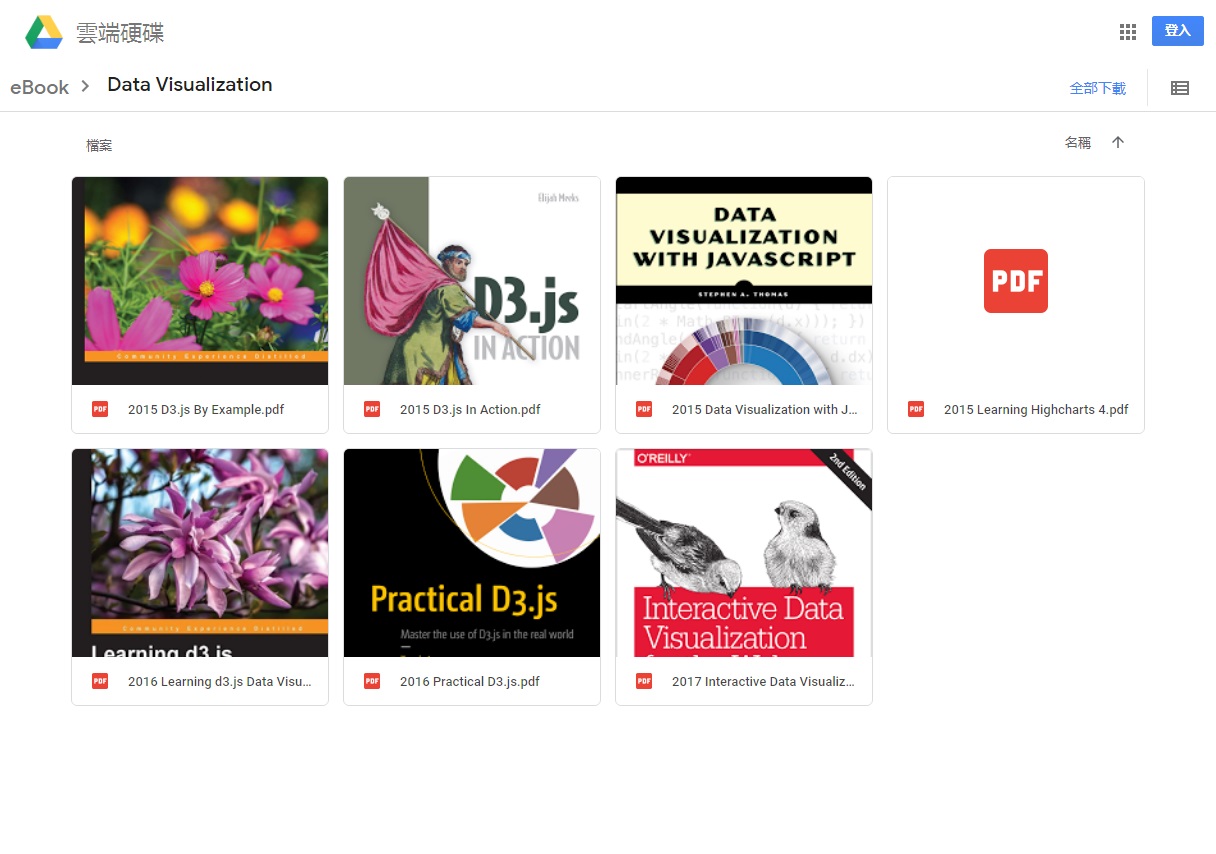 雲端硬碟
登入
eBook
Data Visualization
全部下載
檔案
名稱
Community Experience Distilled
PDF
2015 D3.js By Example.pdf
Elijah Meeks
D3.js
IN ACTION
PDF
2015 D3.js In Action.pdf
DATA
VISUALIZATION
WITH JAVASCRIPT
STEPHEN A. THOMAS
PDF
2015 Data Visualization with J...
PDF
PDF
2015 Learning Highcharts 4.pdf
Community Experience Distilled
Learning d3.js
PDF
2016 Learning d3.js Data Visu...
Practical D3.js
Master the use of D3.js in the real world
PDF
2016 Practical D3.js.pdf
O'REILLY
2nd Edition
Interactive Data
Visualization
PDF
2017 Interactive Data Visualiz...